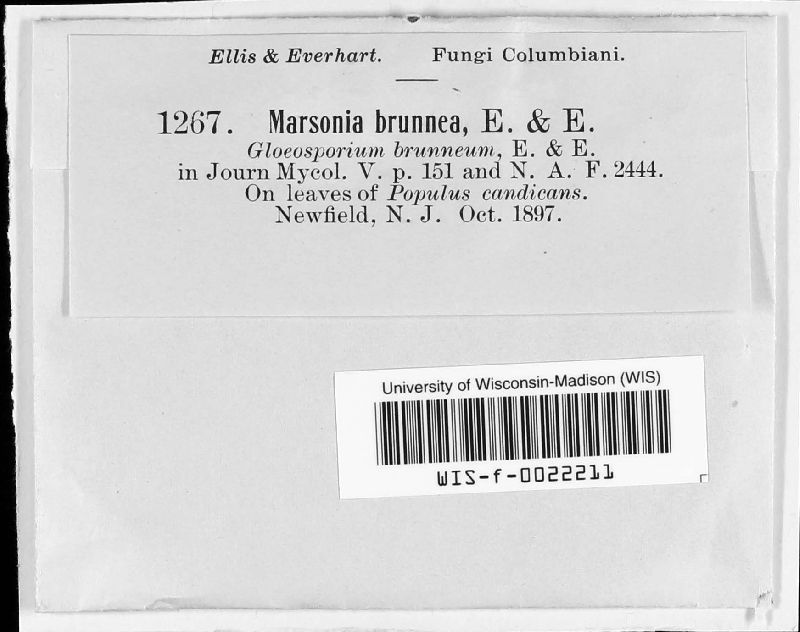 Ellis & Everhart. Fungi Columbiani.
1267. Marsonia brunnea, E. & E.
Gloeosporium brunneum, E. & E.
in Journ Mycol. V. p. 151 and N. A. F. 2444.
On leaves of Populus candicans.
Newfield, N. J. Oct. 1897.
University of Wisconsin-Madison (WIS)
WIS-f-0022211